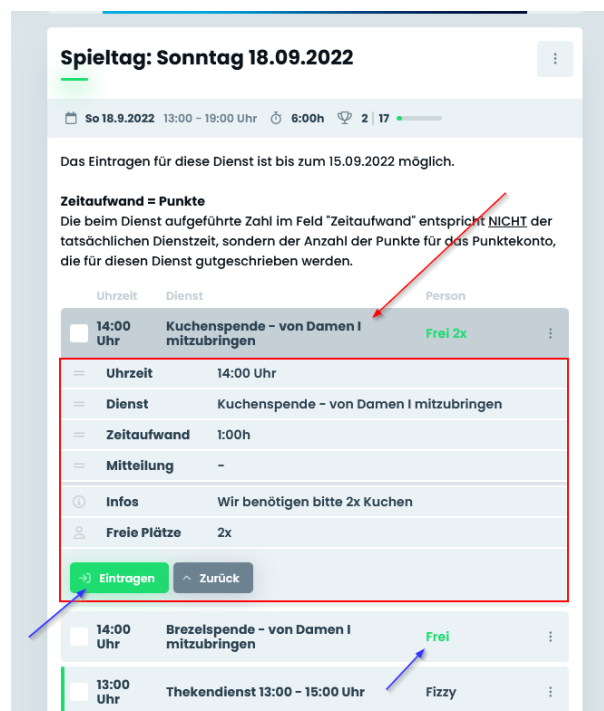 Spieltag: Sonntag 18.09.2022
So 18.9.2022 13:00 - 19:00 Uhr 6:00h 2 | 17
Das Eintragen für diese Dienst ist bis zum 15.09.2022 möglich.
Zeitaufwand = Punkte
Die beim Dienst aufgeführte Zahl im Feld "Zeitaufwand" entspricht NICHT der
tatsächlichen Dienstzeit, sondern der Anzahl der Punkte für das Punktekonto,
die für diesen Dienst gutgeschrieben werden.
Uhrzeit Dienst Person
14:00 Uhr Kuchenspende - von Damen I Frei 2x
mitzubringen
Uhrzeit 14:00 Uhr
Dienst Kuchenspende - von Damen I mitzubringen
Zeitaufwand 1:00h
Mitteilung -
Infos Wir benötigen bitte 2x Kuchen
Freie Plätze 2x
Eintragen Zurück
14:00 Uhr Brezelspende - von Damen I Frei
mitzubringen
13:00 Uhr Thekendienst 13:00 - 15:00 Uhr Fizzy